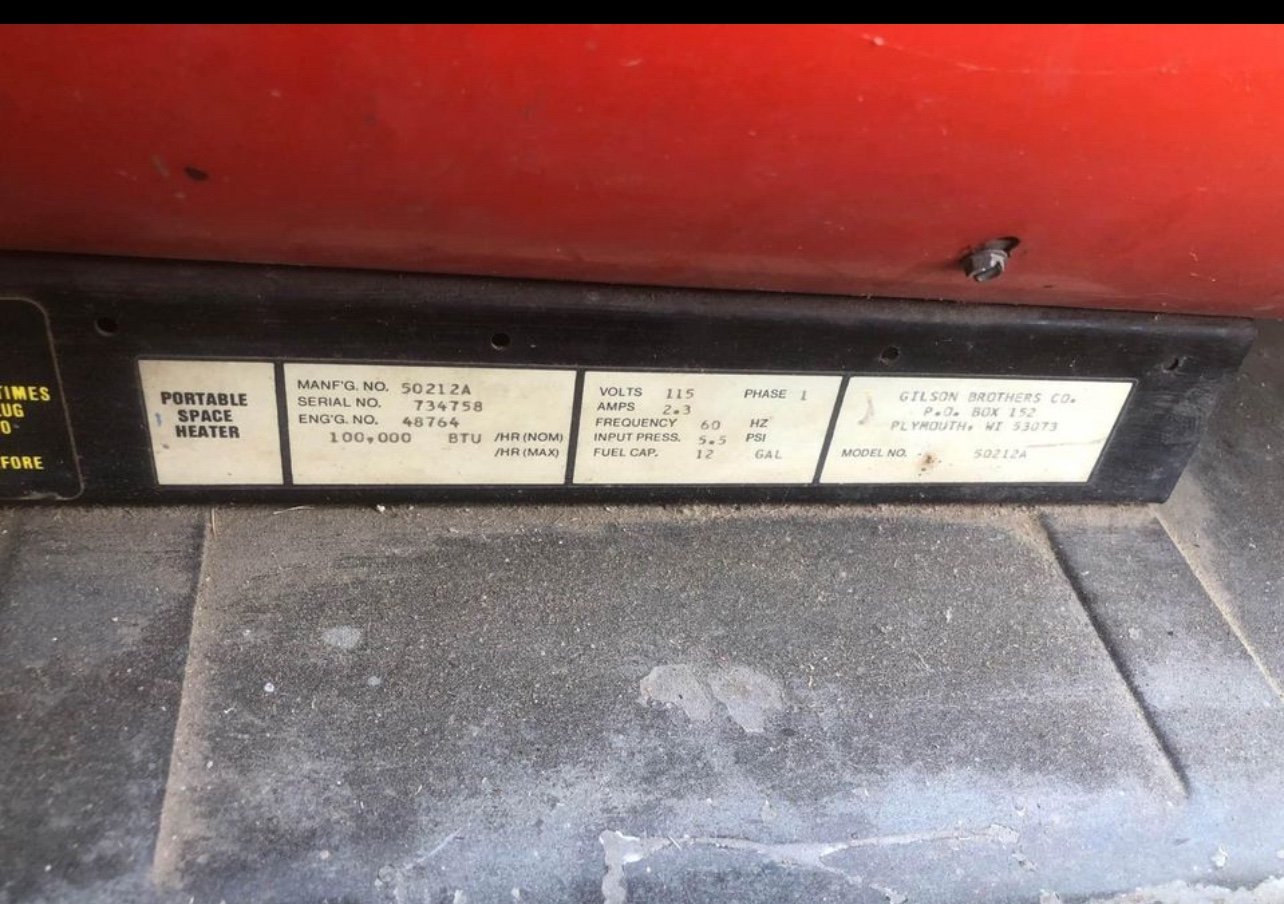 TIMES
FORE
PORTABLE
SPACE
HEATER
MANF'G. NO. 50212A
SERIAL NO. 734758
ENG'G. NO. 48764
100,000 BTU /HR (NOM)
/HR (MAX)
VOLTS 115 PHASE 1
AMPS 2.3
FREQUENCY 60 HZ
INPUT PRESS. 5.5 PSI
FUEL CAP. 12 GAL
GILSON BROTHERS CO.
P.O. BOX 152
PLYMOUTH, WI 53073
MODEL NO. 50212A